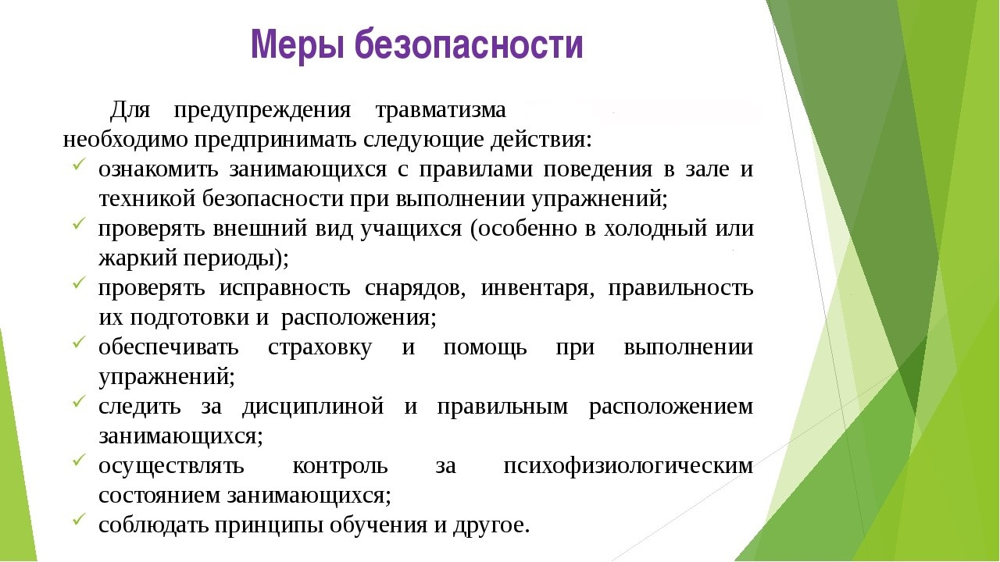 Меры безопасности
Для предупреждения травматизма
необходимо предпринимать следующие действия:
ознакомить занимающихся с правилами поведения в зале и
техникой безопасности при выполнении упражнений;
проверять внешний вид учащихся (особенно в холодный или
жаркий периоды);
проверять исправность снарядов, инвентаря, правильность
их подготовки и расположения;
обеспечивать страховку и помощь при выполнении
упражнений;
следить за дисциплиной и правильным расположением
занимающихся;
осуществлять контроль за психофизиологическим
состоянием занимающихся;
соблюдать принципы обучения и другое.